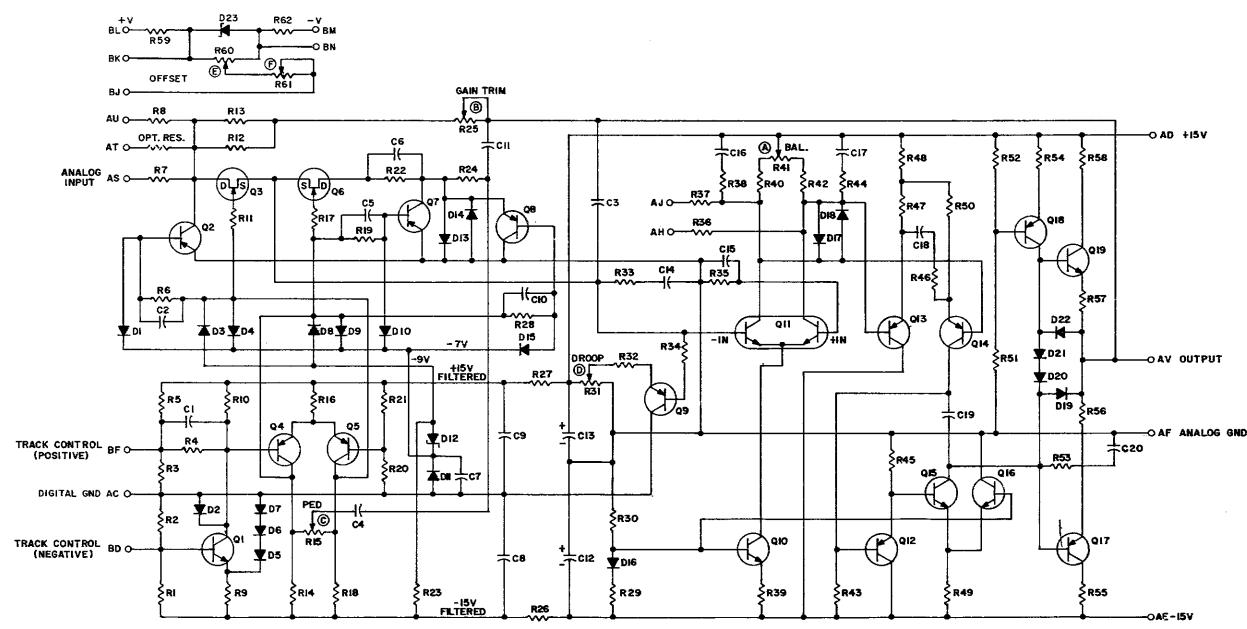 +V D23 R62 -V
BL R59 BM
BN
BK R60 F
E R61
OFFSET
BJ
GAIN TRIM
AU R8 R13 B R25
AT OPT. RES. R12 C11
AD +15V
C16 A BAL. C17 R48 R52 R54 R58
R41
ANALOG INPUT AS R7 D S Q3 S D Q6 C6 R22 R24
R38 R40 R42 R44
AJ R37 R47 R50
Q2 R11 R17 C5 R19 Q7 D14 D13 Q8 C3
AH R36 D18 D17 C18 Q18 Q19
R33 C14 C15 R35 R46 R57
R6 C2 C10 R28
D1 D3 D4 D8 D9 D10 -7V D15
R34 -IN Q11 +IN Q13 Q14 D22
-9V DROOP D R32 R51 D21 AV OUTPUT
+15V FILTERED R27 R31 Q9 D20 D19
R5 C1 R10 R16 R21 C19 R56
TRACK CONTROL (POSITIVE) BF R4 Q4 Q5 D12 C9 C13 + - AF ANALOG GND
R3 R20 D11 C7 R45 R53 C20
DIGITAL GND AC Q15 Q16
R2 D2 D7 PED C C4 R30
TRACK CONTROL (NEGATIVE) BD Q1 D6 R15 C8 C12 + - Q10 Q12 Q17
D5 D16
R1 R9 R14 R18 R23 R29 R39 R43 R49 R55
-15V FILTERED R26 AE-15V